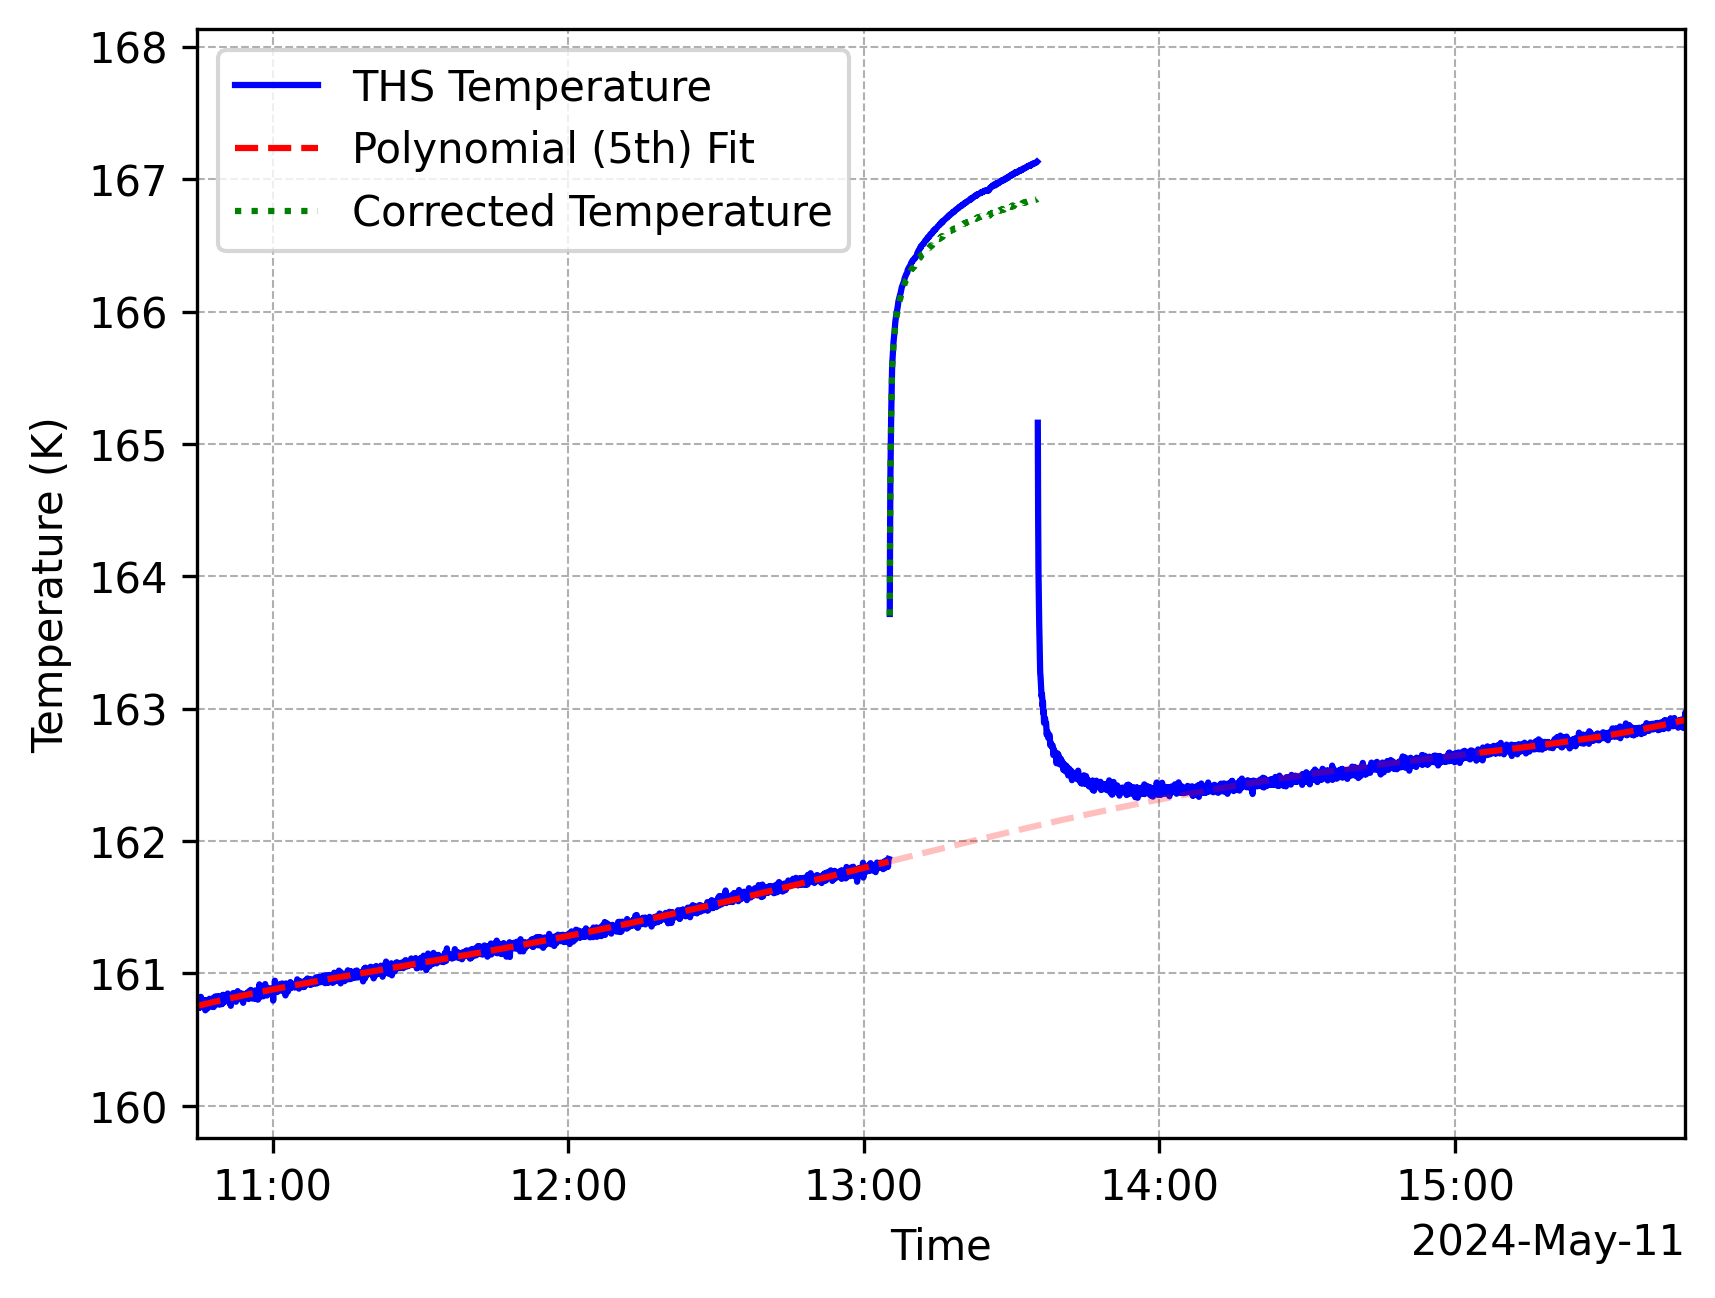 168
167
166
165
164
163
162
161
160
Temperature (K)
THS Temperature
Polynomial (5th) Fit
Corrected Temperature
11:00
12:00
13:00
14:00
15:00
Time
2024-May-11